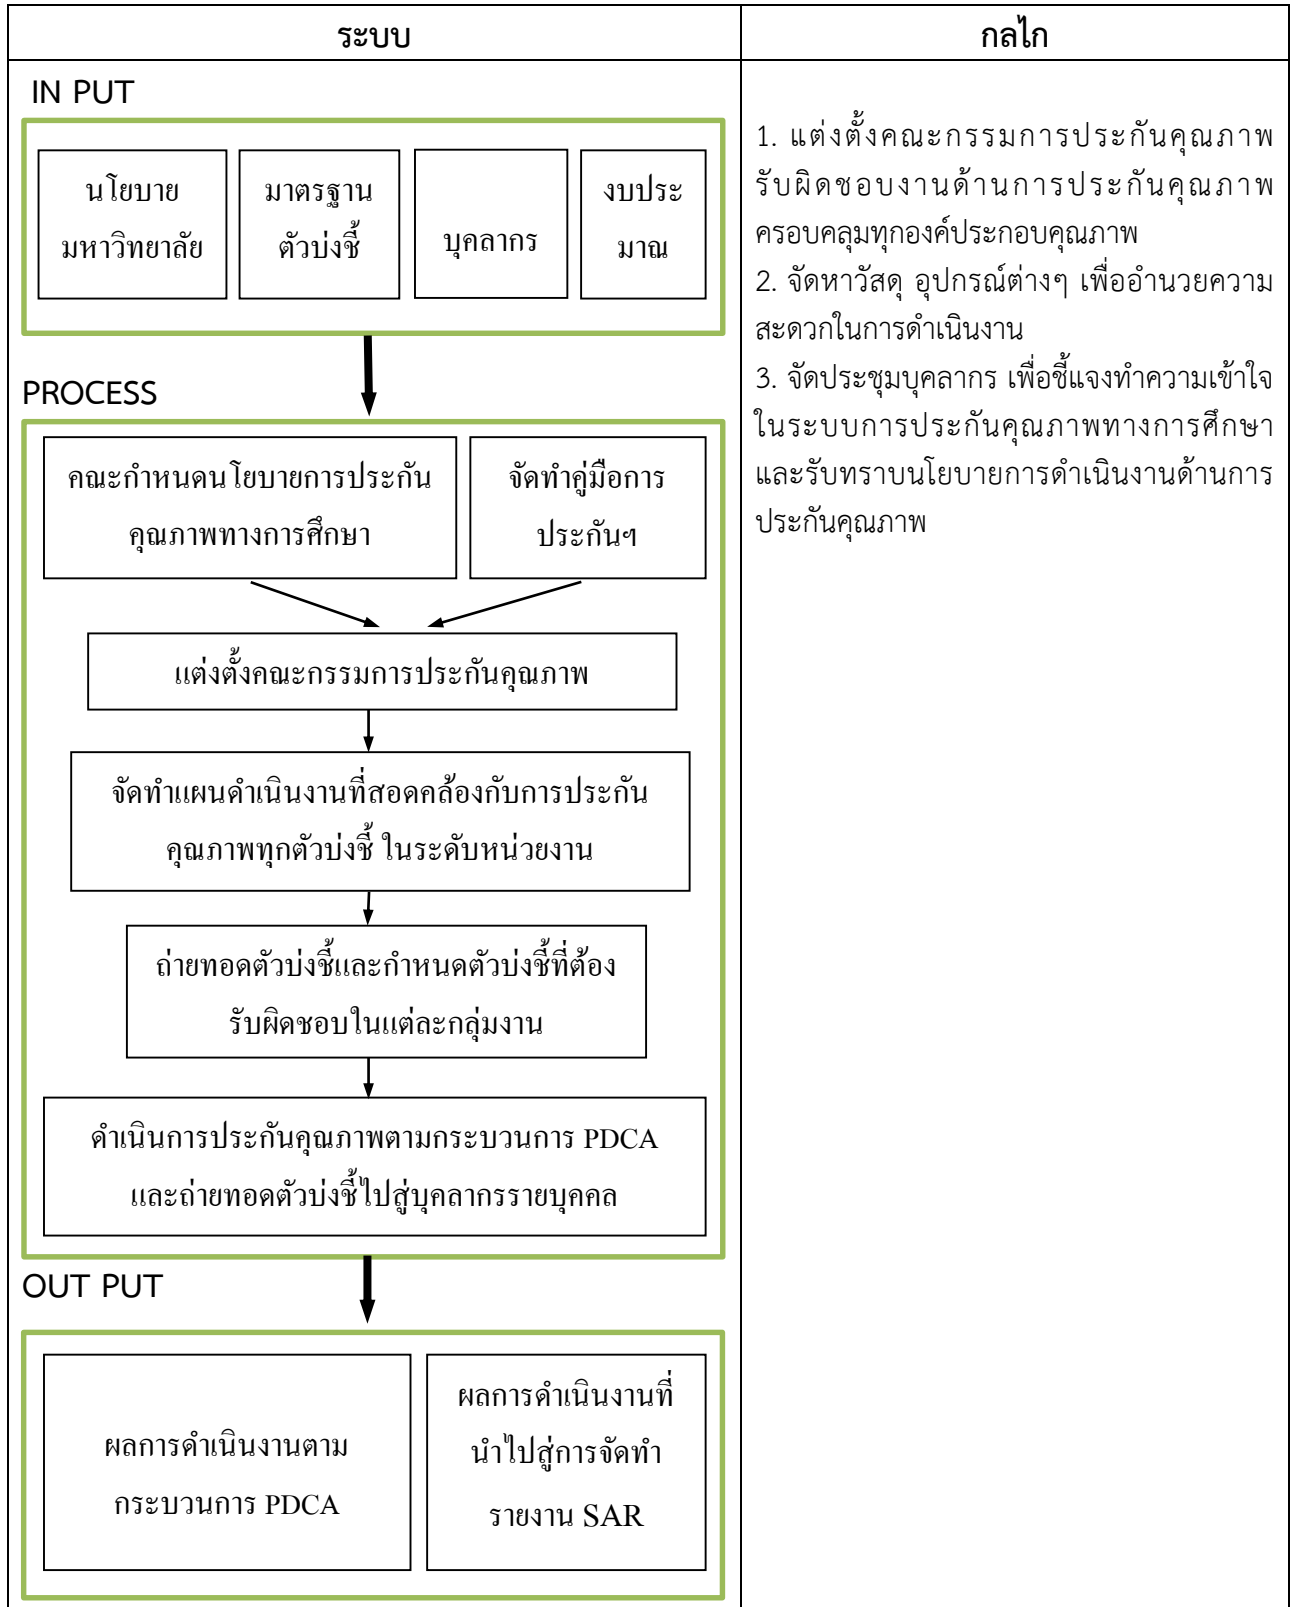 ระบบ
กลไก
IN PUT
นโยบาย
มหาวิทยาลัย
มาตรฐาน
ตัวบ่งชี้
บุคลากร
งบประ
มาณ
PROCESS
คณะกำหนดนโยบายการประกัน
คุณภาพทางการศึกษา
จัดทำคู่มือการ
ประกันฯ
แต่งตั้งคณะกรรมการประกันคุณภาพ
จัดทำแผนดำเนินงานที่สอดคล้องกับการประกัน
คุณภาพทุกตัวบ่งชี้ ในระดับหน่วยงาน
ถ่ายทอดตัวบ่งชี้และกำหนดตัวบ่งชี้ที่ต้อง
รับผิดชอบในแต่ละกลุ่มงาน
ดำเนินการประกันคุณภาพตามกระบวนการ PDCA
และถ่ายทอดตัวบ่งชี้ไปสู่บุคลากรรายบุคคล
OUT PUT
ผลการดำเนินงานตาม
กระบวนการ PDCA
ผลการดำเนินงานที่
นำไปสู่การจัดทำ
รายงาน SAR
1. แต่งตั้งคณะกรรมการประกันคุณภาพ
รับผิดชอบงานด้านการประกันคุณภาพ
ครอบคลุมทุกองค์ประกอบคุณภาพ
2. จัดหาวัสดุ อุปกรณ์ต่างๆ เพื่ออำนวยความ
สะดวกในการดำเนินงาน
3. จัดประชุมบุคลากร เพื่อชี้แจงทำความเข้าใจ
ในระบบการประกันคุณภาพทางการศึกษา
และรับทราบนโยบายการดำเนินงานด้านการ
ประกันคุณภาพ